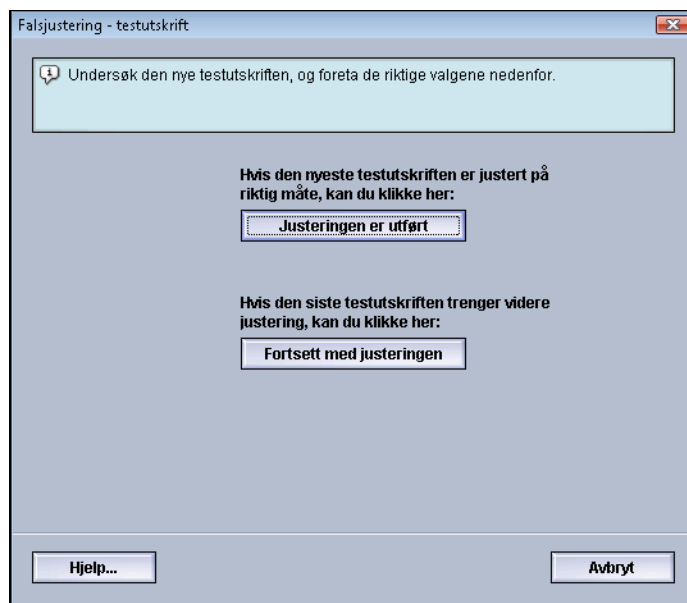 Falsjustering - testutskrift
Undersøk den nye testutskriften, og foreta de riktige valgene nedenfor.
Hvis den nyeste testutskriften er justert på
riktig måte, kan du klikke her:
Justeringen er utført
Hvis den siste testutskriften trenger videre
justering, kan du klikke her:
Fortsett med justeringen
Hjelp...
Avbryt